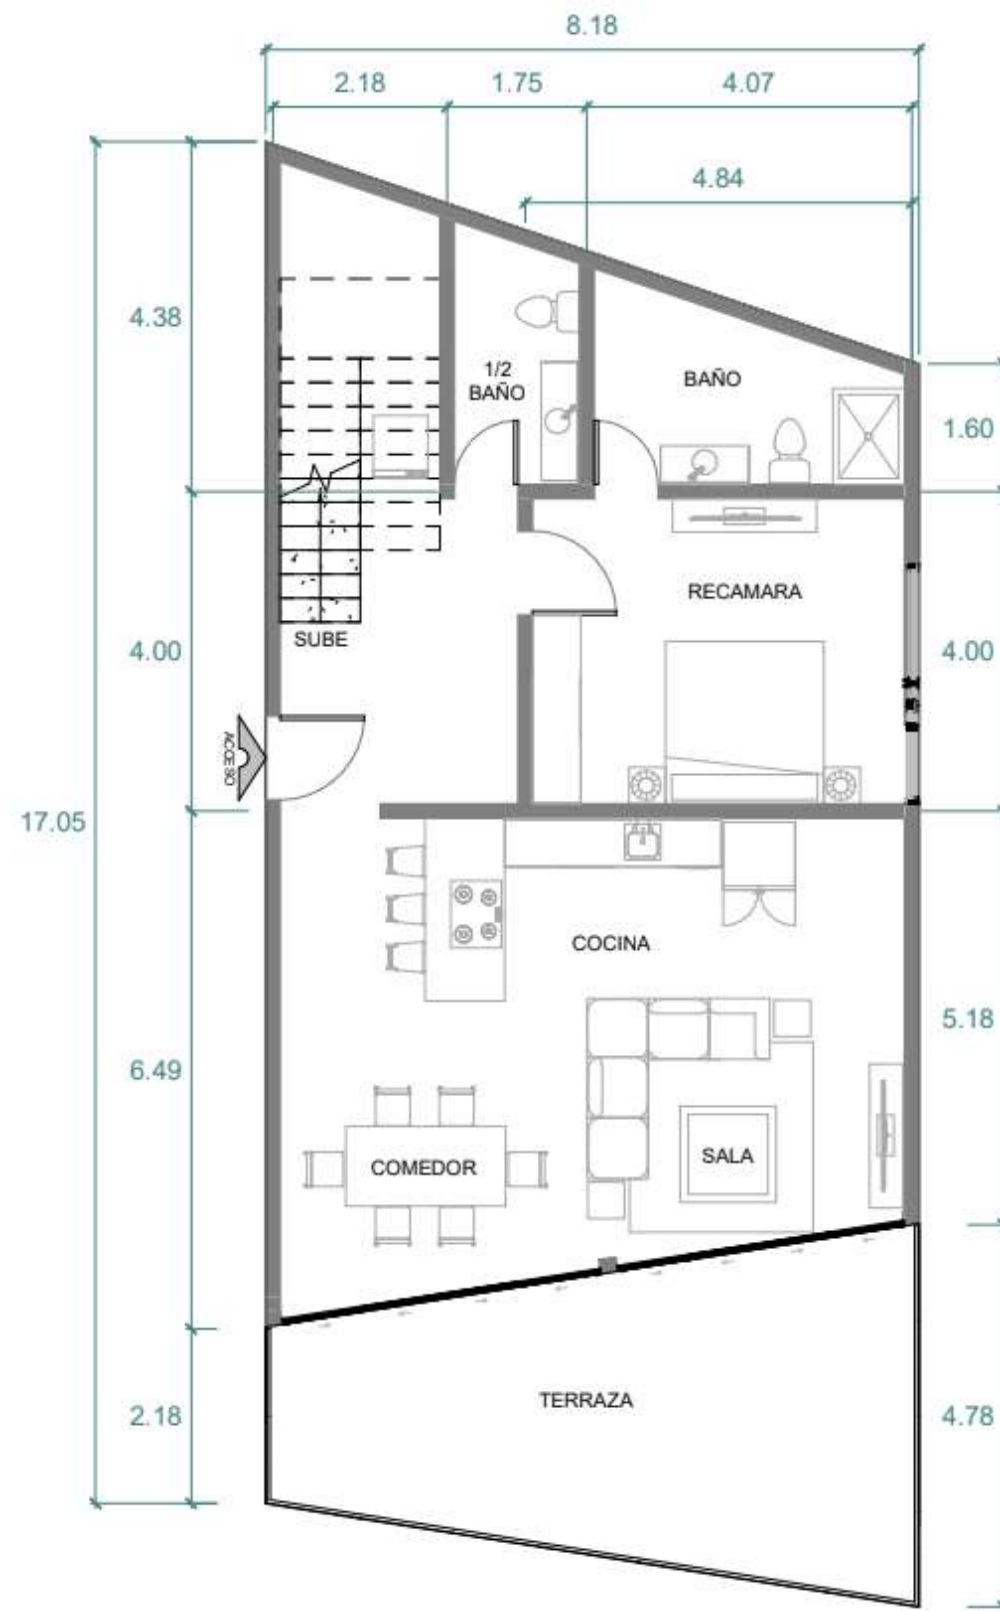 8.18
2.18
1.75
4.07
4.84
4.38
1/2
BAÑO
BAÑO
1.60
RECAMARA
SUBE
4.00
4.00
ACCESO
17.05
COCINA
5.18
6.49
COMEDOR
SALA
TERRAZA
2.18
4.78